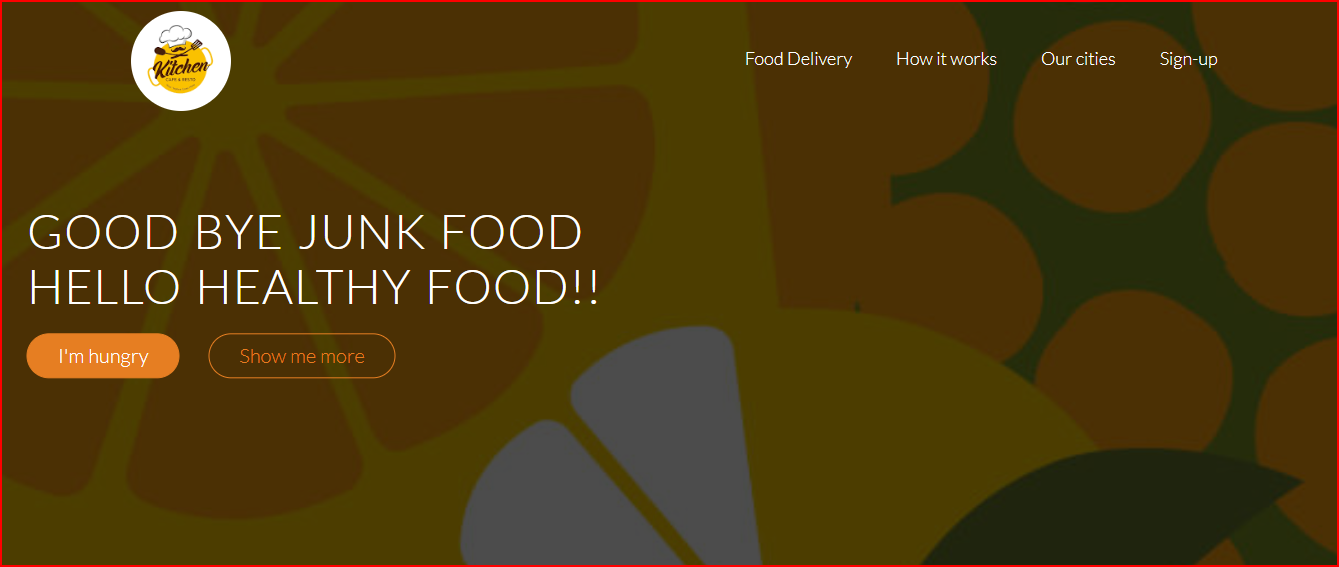 Kitchen
CAFE & RESTO
Food Delivery
How it works
Our cities
Sign-up
GOOD BYE JUNK FOOD
HELLO HEALTHY FOOD!!
I'm hungry
Show me more